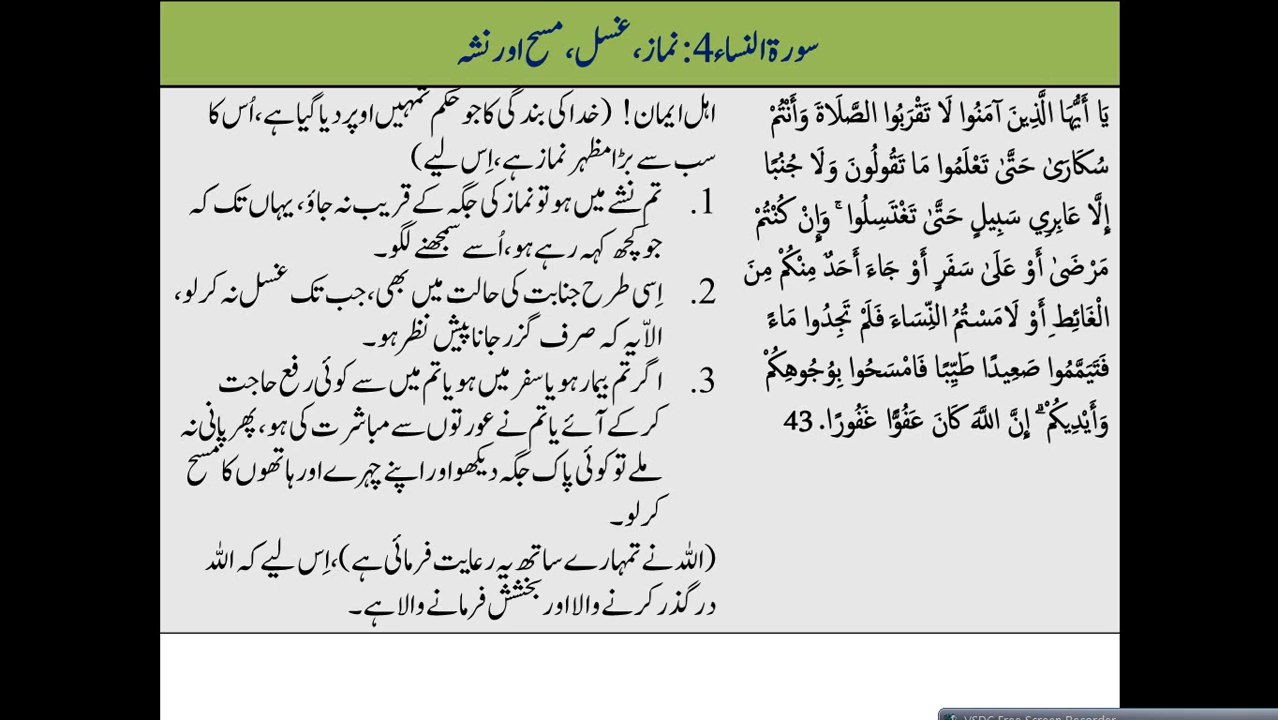 سورۃ النساء4: نماز، غسل، مسح اور نشہ
يَا أَيُّهَا الَّذِينَ آمَنُوا لَا تَقْرَبُوا الصَّلَاةَ وَأَنْتُمْ
سُكَارَىٰ حَتَّىٰ تَعْلَمُوا مَا تَقُولُونَ وَلَا جُنُبًا
إِلَّا عَابِرِي سَبِيلٍ حَتَّىٰ تَغْتَسِلُوا ۚ وَإِنْ كُنْتُمْ
مَرْضَىٰ أَوْ عَلَىٰ سَفَرٍ أَوْ جَاءَ أَحَدٌ مِنْكُمْ مِنَ
الْغَائِطِ أَوْ لَامَسْتُمُ النِّسَاءَ فَلَمْ تَجِدُوا مَاءً
فَتَيَمَّمُوا صَعِيدًا طَيِّبًا فَامْسَحُوا بِوُجُوهِكُمْ
وَأَيْدِيكُمْ ۗ إِنَّ اللَّهَ كَانَ عَفُوًّا غَفُورًا. 43
اہل ایمان! (خدا کی بندگی کا جو حکم تمہیں اوپر دیا گیا ہے، اُس کا
سب سے بڑا مظہر نماز ہے، اِس لیے)
1. تم نشے میں ہو تو نماز کی جگہ کے قریب نہ جاؤ، یہاں تک کہ
جو کچھ کہہ رہے ہو، اُسے سمجھنے لگو۔
2. اِسی طرح جنابت کی حالت میں بھی، جب تک غسل نہ کر لو،
الاّ یہ کہ صرف گزر جانا پیش نظر ہو۔
3. اگر تم بیمار ہو یا سفر میں ہو یا تم میں سے کوئی رفع حاجت
کر کے آئے یا تم نے عورتوں سے مباشرت کی ہو، پھر پانی نہ
ملے تو کوئی پاک جگہ دیکھو اور اپنے چہرے اور ہاتھوں کا مسح
کر لو۔
(اللہ نے تمہارے ساتھ یہ رعایت فرمائی ہے)، اِس لیے کہ اللہ
درگذر کرنے والا اور بخشش فرمانے والا ہے۔
VSDC Free Screen Recorder